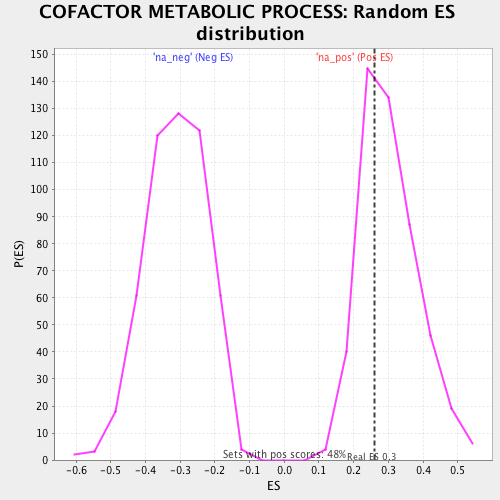 COFACTOR METABOLIC PROCESS: Random ES
distribution
'na_neg' (Neg ES)
'na_pos' (Pos ES)
150
140
130
120
110
100
90
80
70
60
50
40
30
20
10
0
P(ES)
Sets with pos scores: 48%
Real ES 0.3
-0.6 -0.5 -0.4 -0.3 -0.2 -0.1 0.0 0.1 0.2 0.3 0.4 0.5
ES